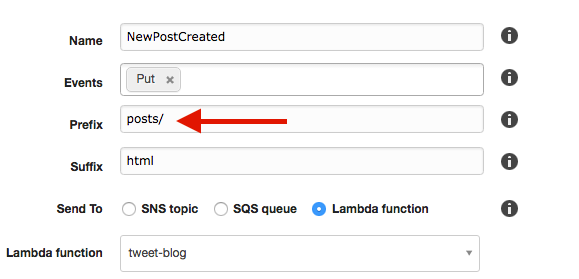 Name NewPostCreated
Events Put ×
Prefix posts/
Suffix html
Send To SNS topic SQS queue Lambda function
Lambda function tweet-blog